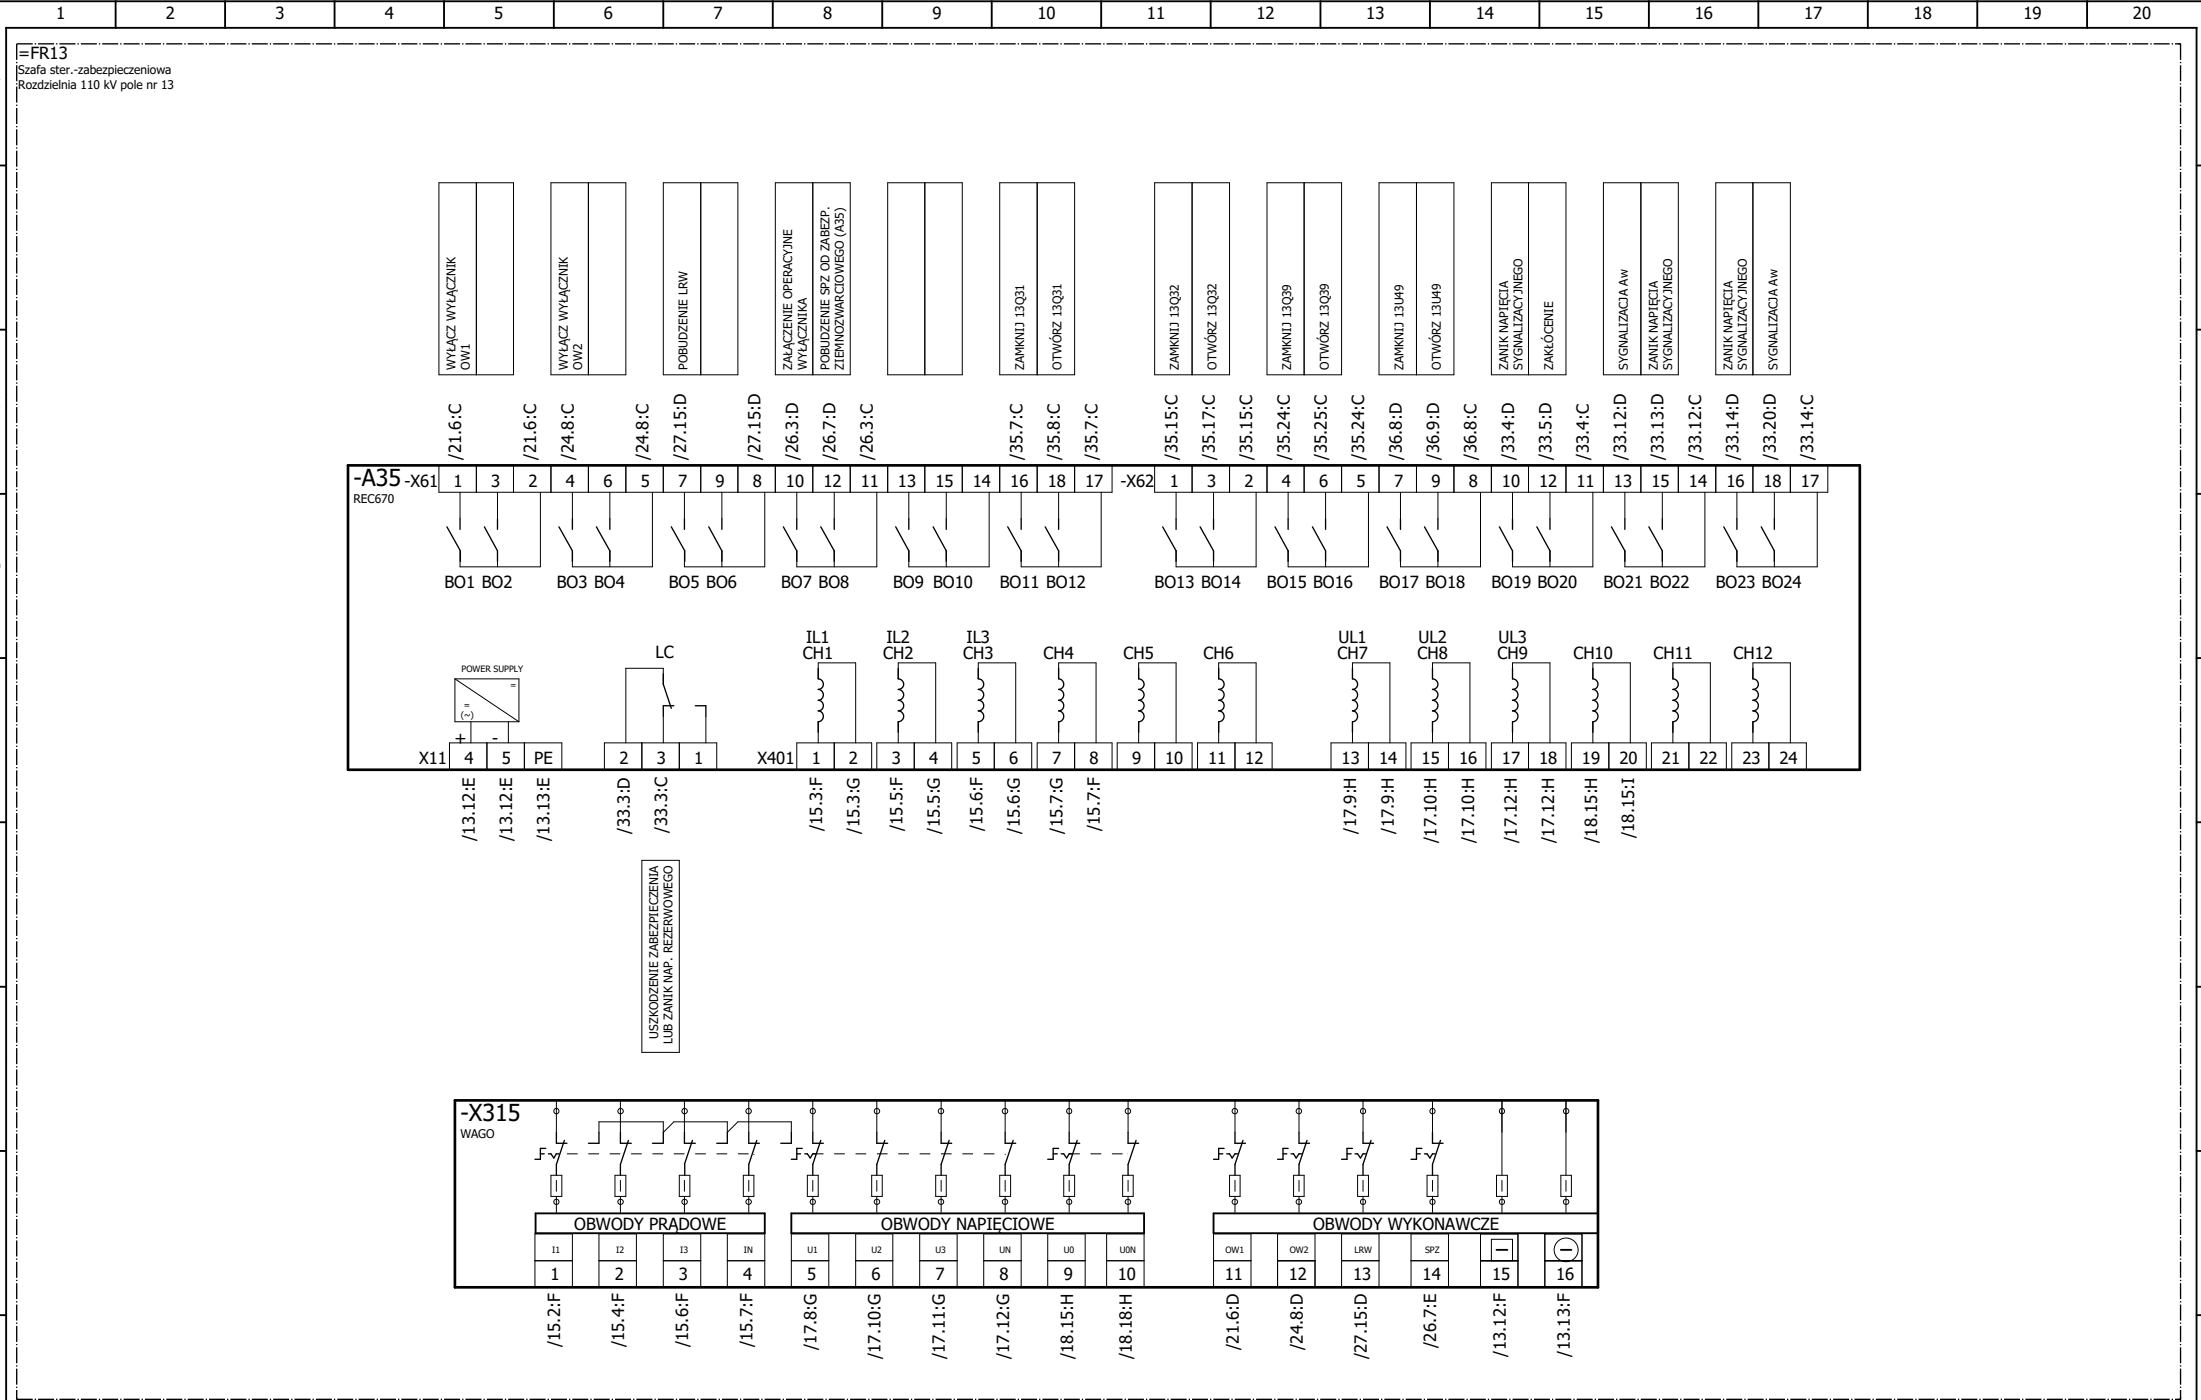 1 2 3 4 5 6 7 8 9 10 11 12 13 14 15 16 17 18 19 20
=FR13
Szafa ster.-zabezpieczeniowa
Rozdzielnia 110 kV pole nr 13
WYŁĄCZ WYŁĄCZNIK
OW1
WYŁĄCZ WYŁĄCZNIK
OW2
POBUDZENIE LRW
ZAŁĄCZENIE OPERACYJNE
WYŁĄCZNIKA
POBUDZENIE SPZ OD ZABEZP.
ZIEMNOZWARCIOWEGO (A35)
ZAMKNIJ 13Q31
OTWÓRZ 13Q31
ZAMKNIJ 13Q32
OTWÓRZ 13Q32
ZAMKNIJ 13Q39
OTWÓRZ 13Q39
ZAMKNIJ 13U49
OTWÓRZ 13U49
ZANIK NAPIĘCIA
SYGNALIZACYJNEGO
ZAKŁÓCENIE
SYGNALIZACJA Aw
ZANIK NAPIĘCIA
SYGNALIZACYJNEGO
ZANIK NAPIĘCIA
SYGNALIZACYJNEGO
SYGNALIZACJA Aw
/21.6:C /21.6:C /24.8:C /24.8:C /27.15:D /27.15:D /26.3:D /26.7:D /26.3:C /35.7:C /35.8:C /35.7:C /35.15:C /35.17:C /35.15:C /35.24:C /35.25:C /35.24:C /36.8:D /36.9:D /36.8:C /33.4:D /33.5:D /33.4:C /33.12:D /33.13:D /33.12:C /33.14:D /33.20:D /33.14:C
-A35 -X61 1 3 2 4 6 5 7 9 8 10 12 11 13 15 14 16 18 17 -X62 1 3 2 4 6 5 7 9 8 10 12 11 13 15 14 16 18 17
REC670
BO1 BO2 BO3 BO4 BO5 BO6 BO7 BO8 BO9 BO10 BO11 BO12 BO13 BO14 BO15 BO16 BO17 BO18 BO19 BO20 BO21 BO22 BO23 BO24
IL1 IL2 IL3 UL1 UL2 UL3
LC CH1 CH2 CH3 CH4 CH5 CH6 CH7 CH8 CH9 CH10 CH11 CH12
POWER SUPPLY
=
=
(~)
+ -
X11 4 5 PE 2 3 1 X401 1 2 3 4 5 6 7 8 9 10 11 12 13 14 15 16 17 18 19 20 21 22 23 24
/13.12:E /13.12:E /13.13:E /33.3:D /33.3:C /15.3:F /15.3:G /15.5:F /15.5:G /15.6:F /15.6:G /15.7:G /15.7:F /17.9:H /17.9:H /17.10:H /17.10:H /17.12:H /17.12:H /18.15:H /18.15:I
USZKODZENIE ZABEZPIECZENIA
LUB ZANIK NAP. REZERWOWEGO
-X315
WAGO
OBWODY PRĄDOWE OBWODY NAPIĘCIOWE OBWODY WYKONAWCZE
I1 I2 I3 IN U1 U2 U3 UN U0 U0N OW1 OW2 LRW SPZ
1 2 3 4 5 6 7 8 9 10 11 12 13 14 15 16
/15.2:F /15.4:F /15.6:F /15.7:F /17.8:G /17.10:G /17.11:G /17.12:G /18.15:H /18.18:H /21.6:D /24.8:D /27.15:D /26.7:E /13.12:F /13.13:F